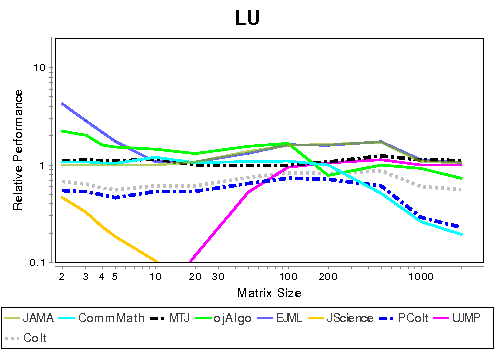 LU
Relative Performance
10
1
0.1
2 3 4 5 10 20 30 50 100 200 1000
Matrix Size
JAMA CommMath MTJ ojAlgo EJML JScience PColt UJMP
Colt